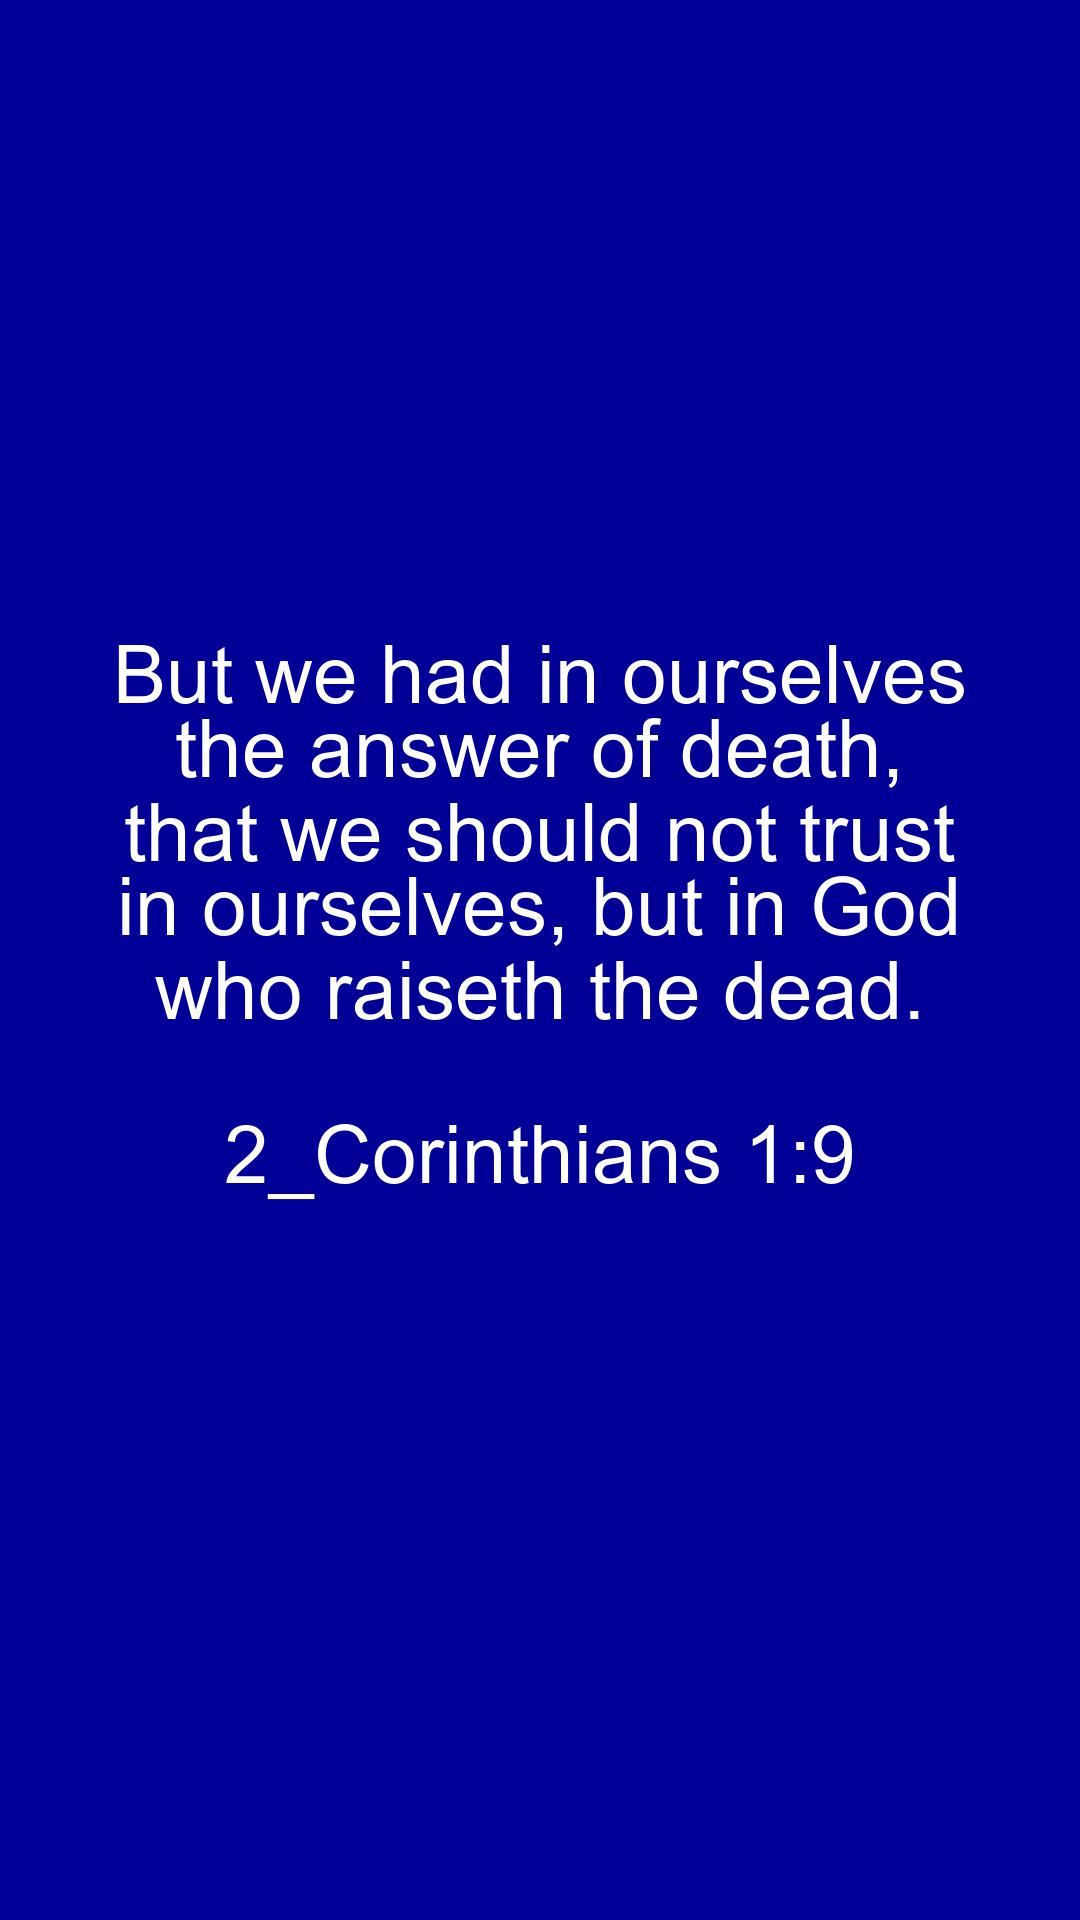 But we had in ourselves
the answer of death,
that we should not trust
in ourselves, but in God
who raiseth the dead.
2_Corinthians 1:9